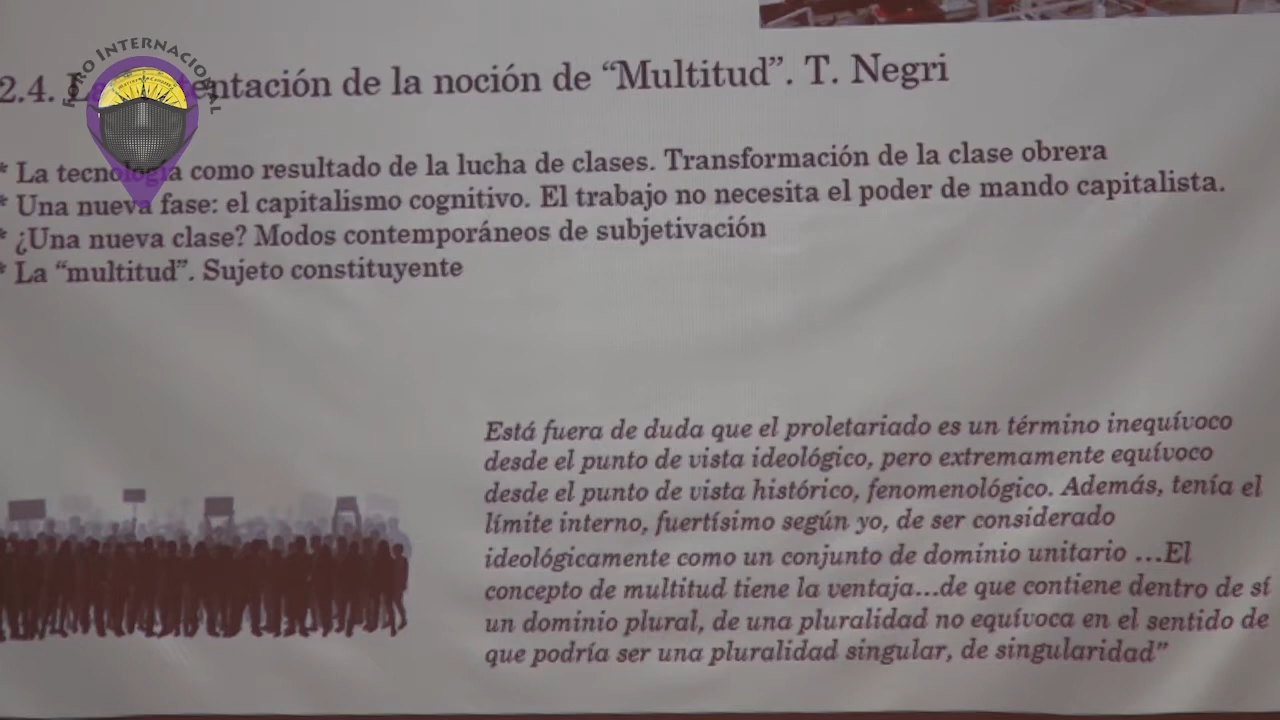 FORO INTERNACIONAL
2.4. La entación de la noción de “Multitud”. T. Negri
* La tecnología como resultado de la lucha de clases. Transformación de la clase obrera
* Una nueva fase: el capitalismo cognitivo. El trabajo no necesita el poder de mando capitalista.
* ¿Una nueva clase? Modos contemporáneos de subjetivación
* La “multitud”. Sujeto constituyente
Está fuera de duda que el proletariado es un término inequívoco
desde el punto de vista ideológico, pero extremamente equívoco
desde el punto de vista histórico, fenomenológico. Además, tenía el
límite interno, fuertísimo según yo, de ser considerado
ideológicamente como un conjunto de dominio unitario …El
concepto de multitud tiene la ventaja…de que contiene dentro de sí
un dominio plural, de una pluralidad no equívoca en el sentido de
que podría ser una pluralidad singular, de singularidad”